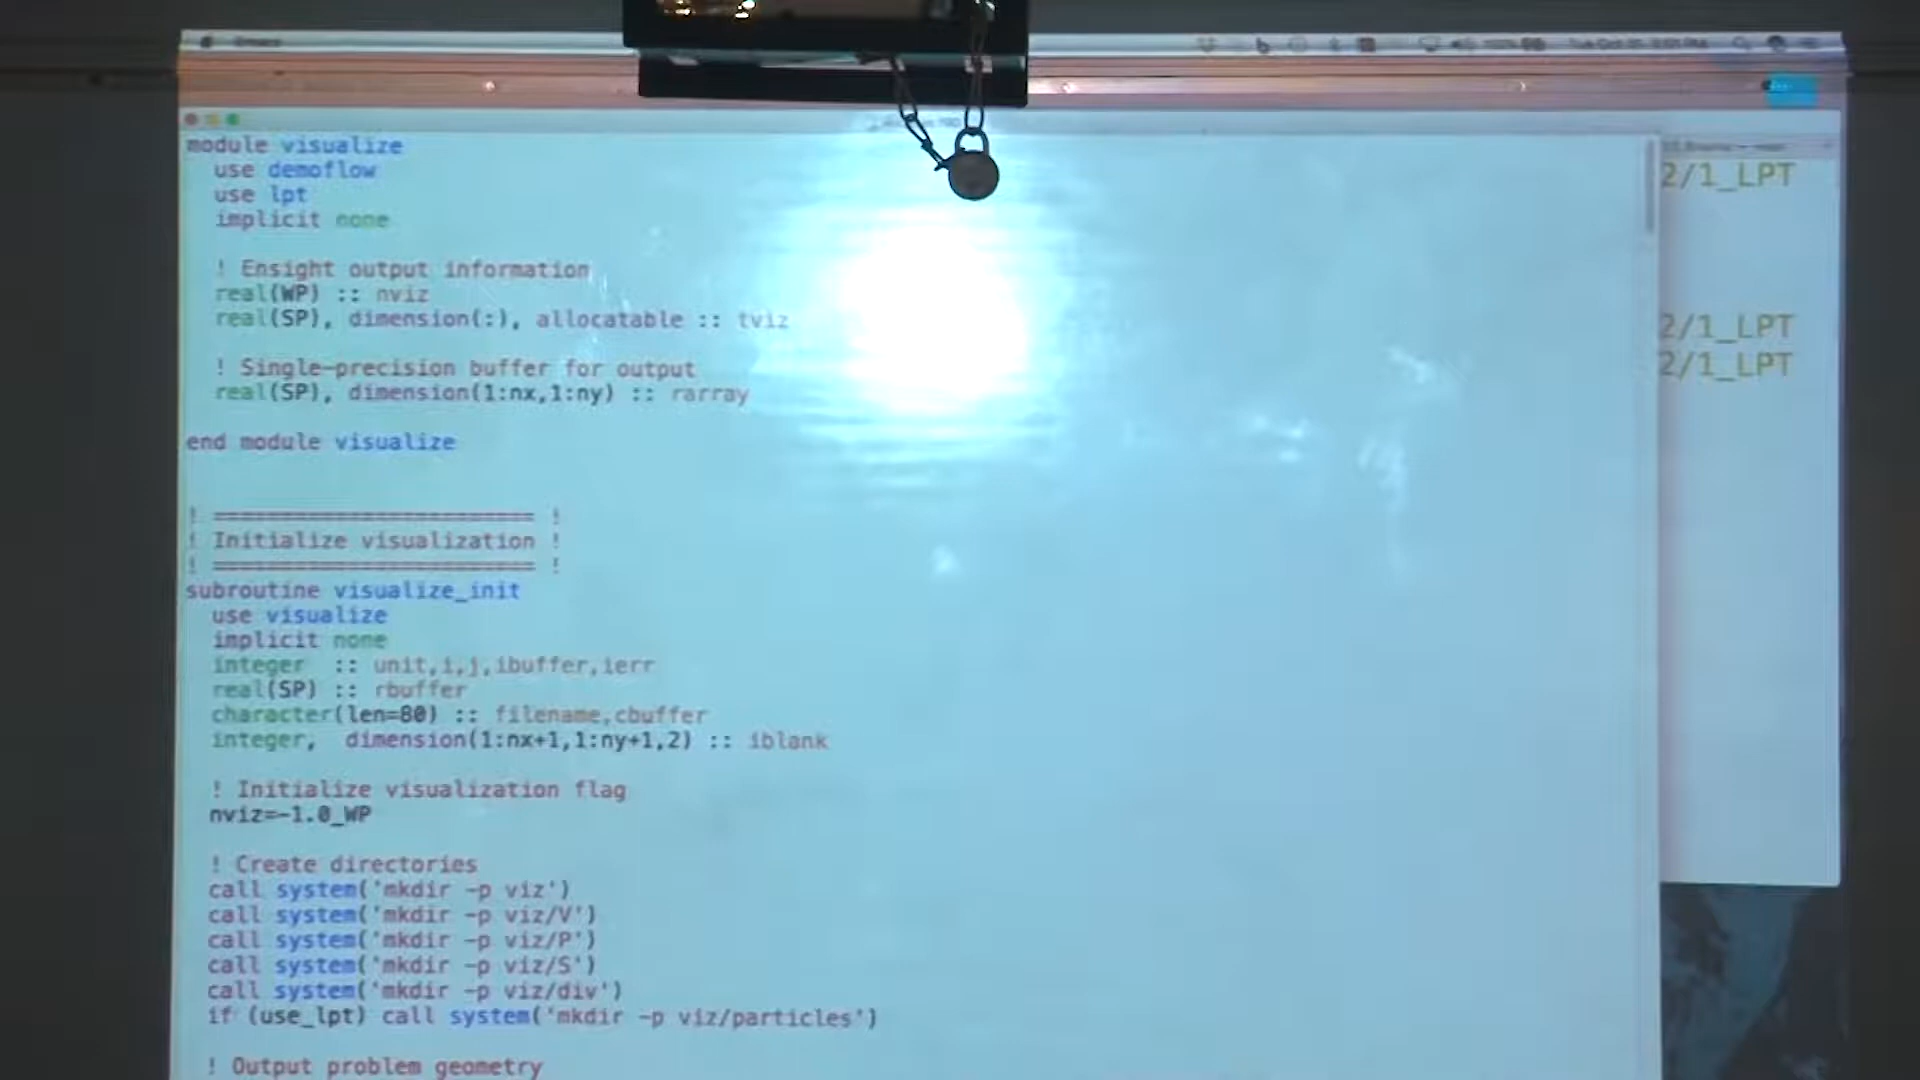 Emacs
module visualize
use demoflow
use lpt
implicit none
! Ensight output information
real(WP) :: nviz
real(SP), dimension(:), allocatable :: tviz
! Single-precision buffer for output
real(SP), dimension(1:nx,1:ny) :: rarray
end module visualize
! ======================== !
! Initialize visualization !
! ======================== !
subroutine visualize_init
use visualize
implicit none
integer :: unit,i,j,ibuffer,ierr
real(SP) :: rbuffer
character(len=80) :: filename,cbuffer
integer, dimension(1:nx+1,1:ny+1,2) :: iblank
! Initialize visualization flag
nviz=-1.0_WP
! Create directories
call system('mkdir -p viz')
call system('mkdir -p viz/V')
call system('mkdir -p viz/P')
call system('mkdir -p viz/S')
call system('mkdir -p viz/div')
if (use_lpt) call system('mkdir -p viz/particles')
! Output problem geometry
2/1_LPT
2/1_LPT
2/1_LPT